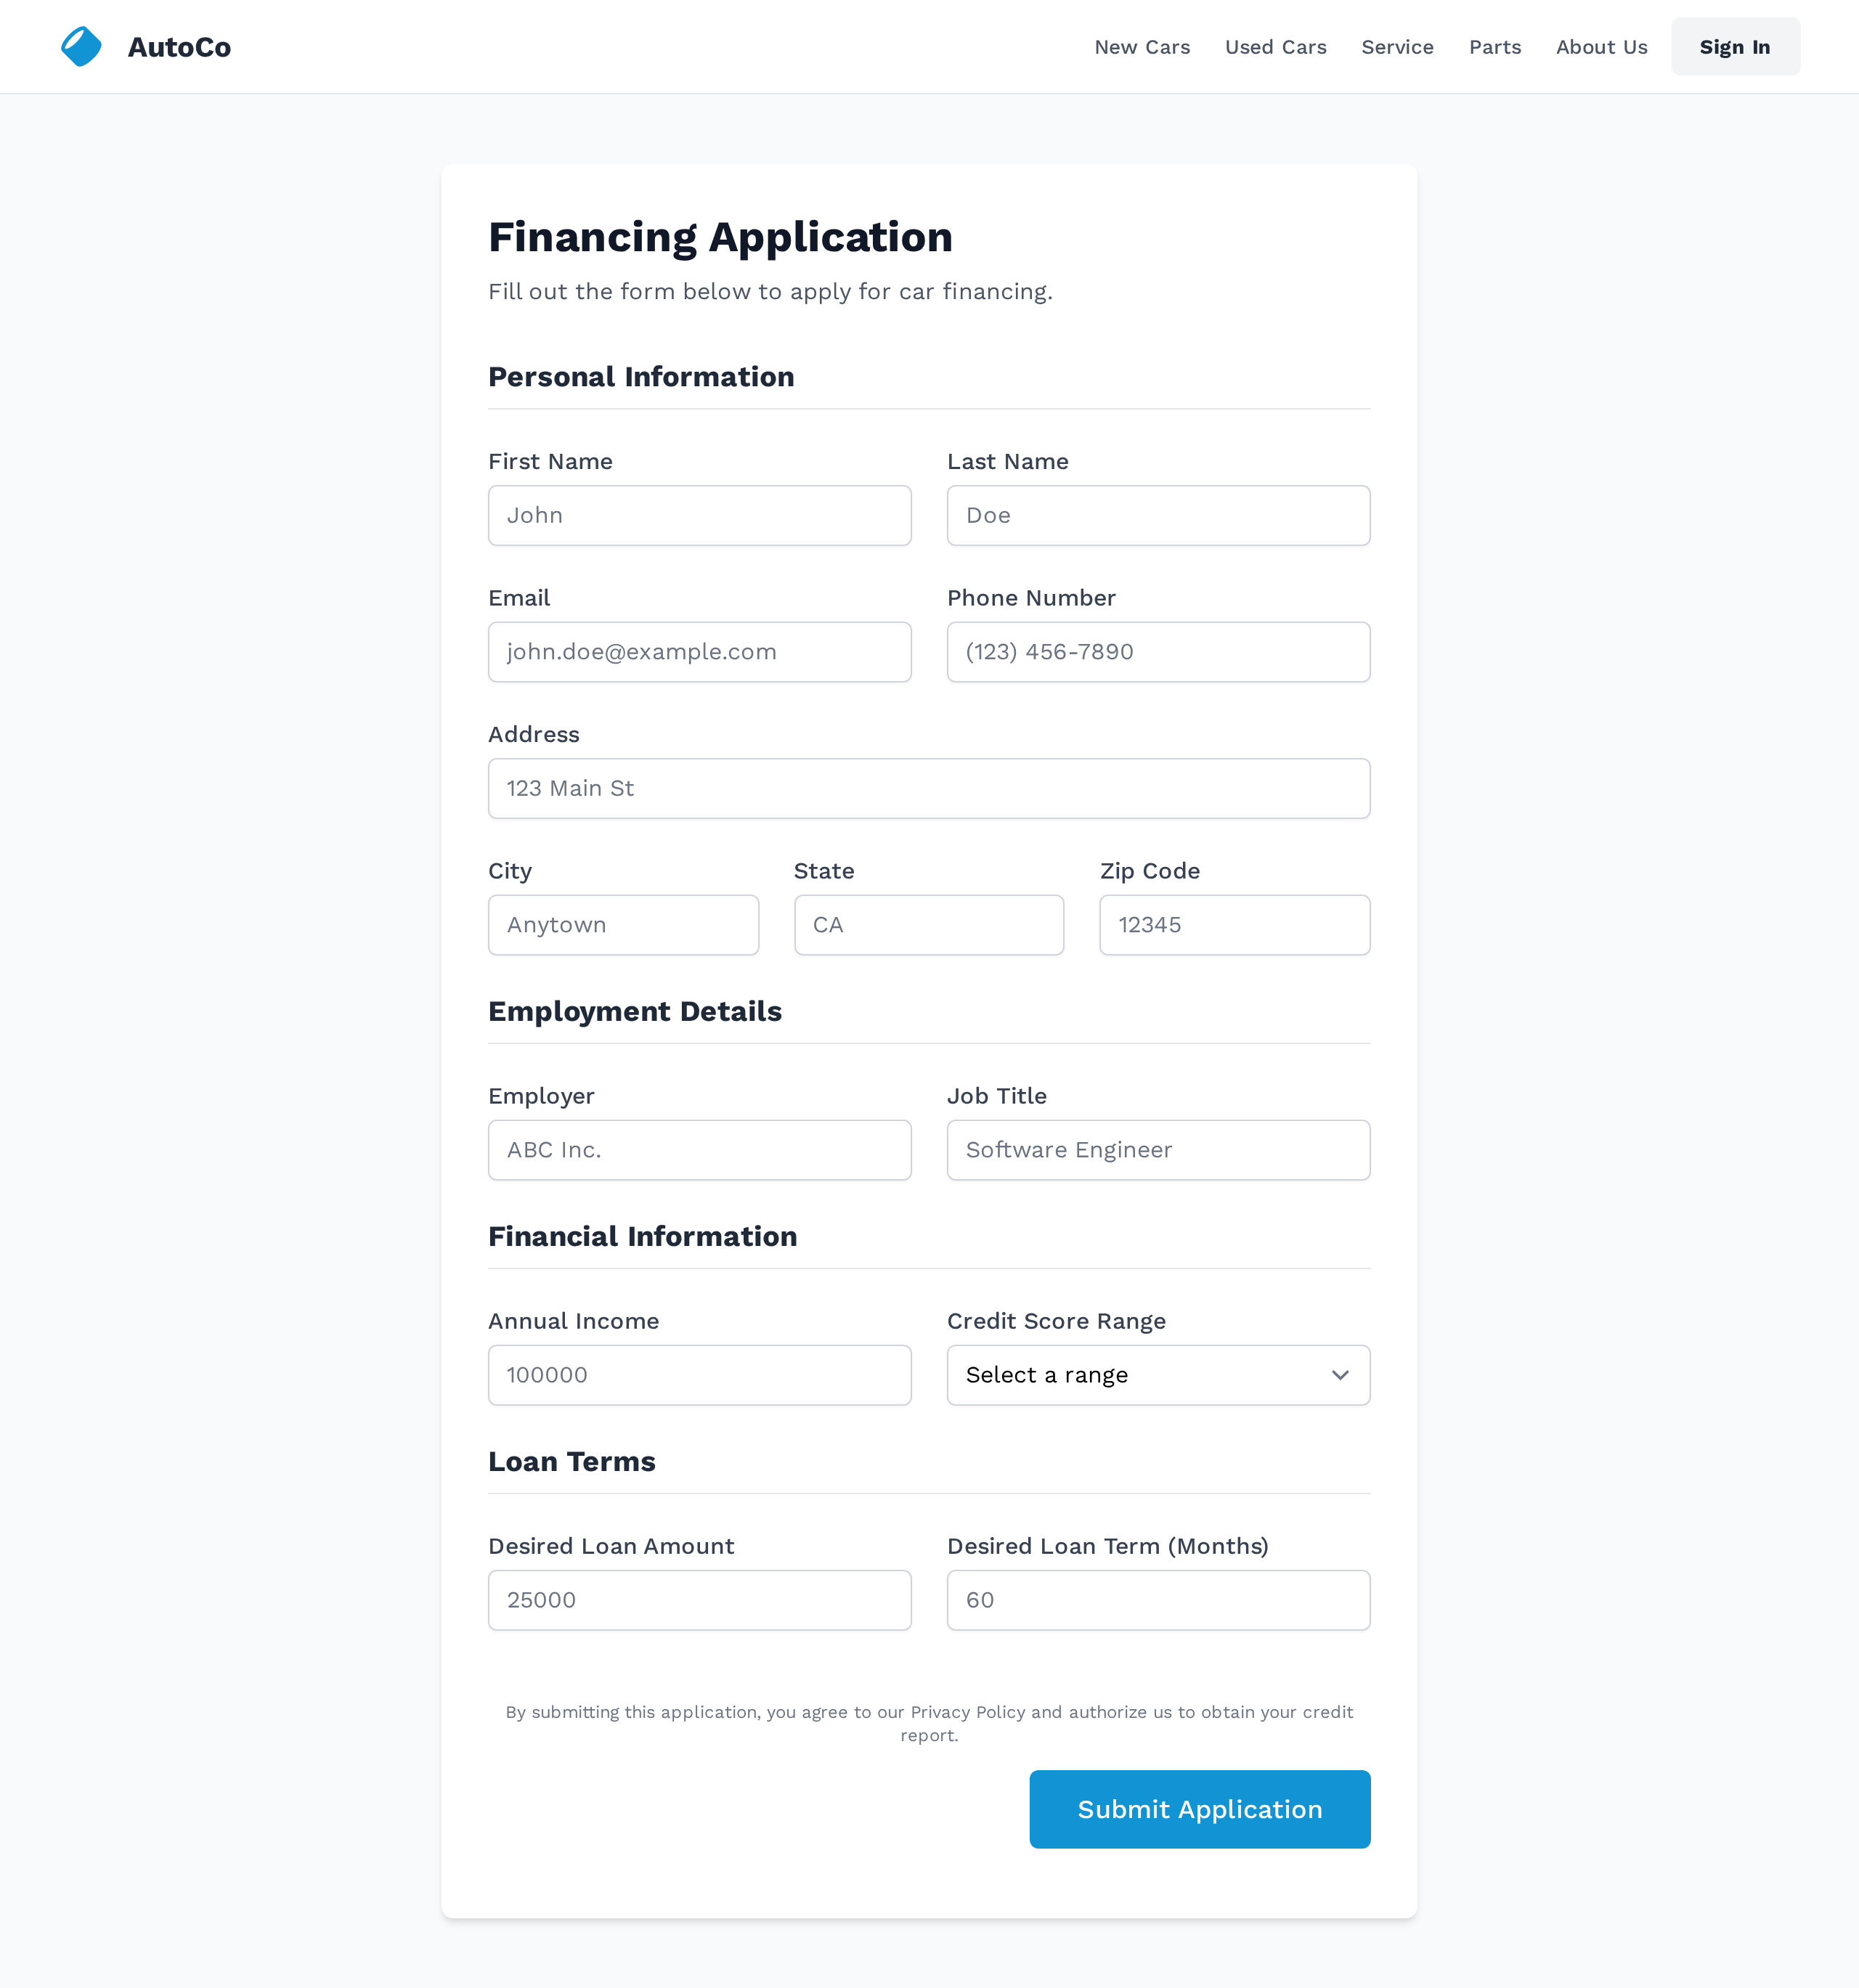 AutoCo
New Cars
Used Cars
Service
Parts
About Us
Sign In
Financing Application
Fill out the form below to apply for car financing.
Personal Information
First Name
Last Name
John
Doe
Email
Phone Number
john.doe@example.com
(123) 456-7890
Address
123 Main St
City
State
Zip Code
Anytown
CA
12345
Employment Details
Employer
Job Title
ABC Inc.
Software Engineer
Financial Information
Annual Income
Credit Score Range
100000
Select a range
Loan Terms
Desired Loan Amount
Desired Loan Term (Months)
25000
60
By submitting this application, you agree to our Privacy Policy and authorize us to obtain your credit
report.
Submit Application